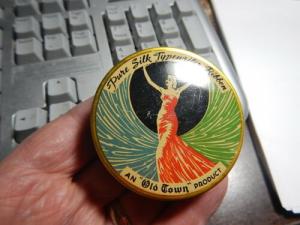 Pure Silk Typewriter Ribbon
AN "Old Town" PRODUCT